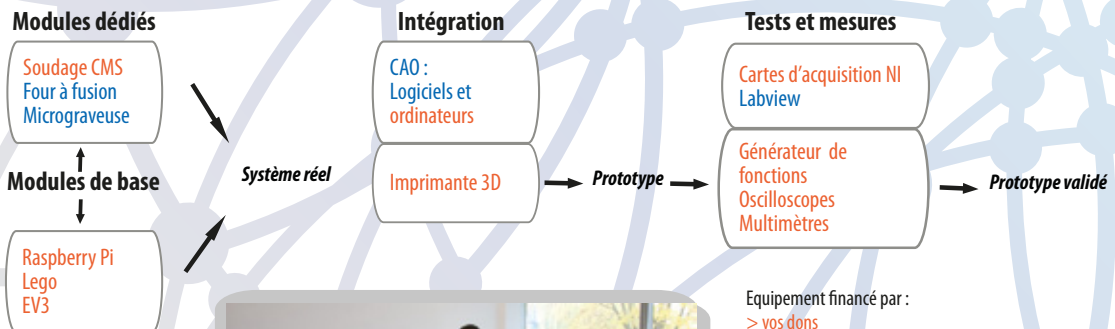 Modules dédiés
Soudage CMS
Four à fusion
Micrograveuse
Modules de base
Raspberry Pi
Lego
EV3
Système réel
Intégration
CAO :
Logiciels et
ordinateurs
Imprimante 3D
Prototype
Tests et mesures
Cartes d'acquisition NI
Labview
Générateur de
fonctions
Oscilloscopes
Multimètres
Prototype validé
Equipement financé par :
> vos dons